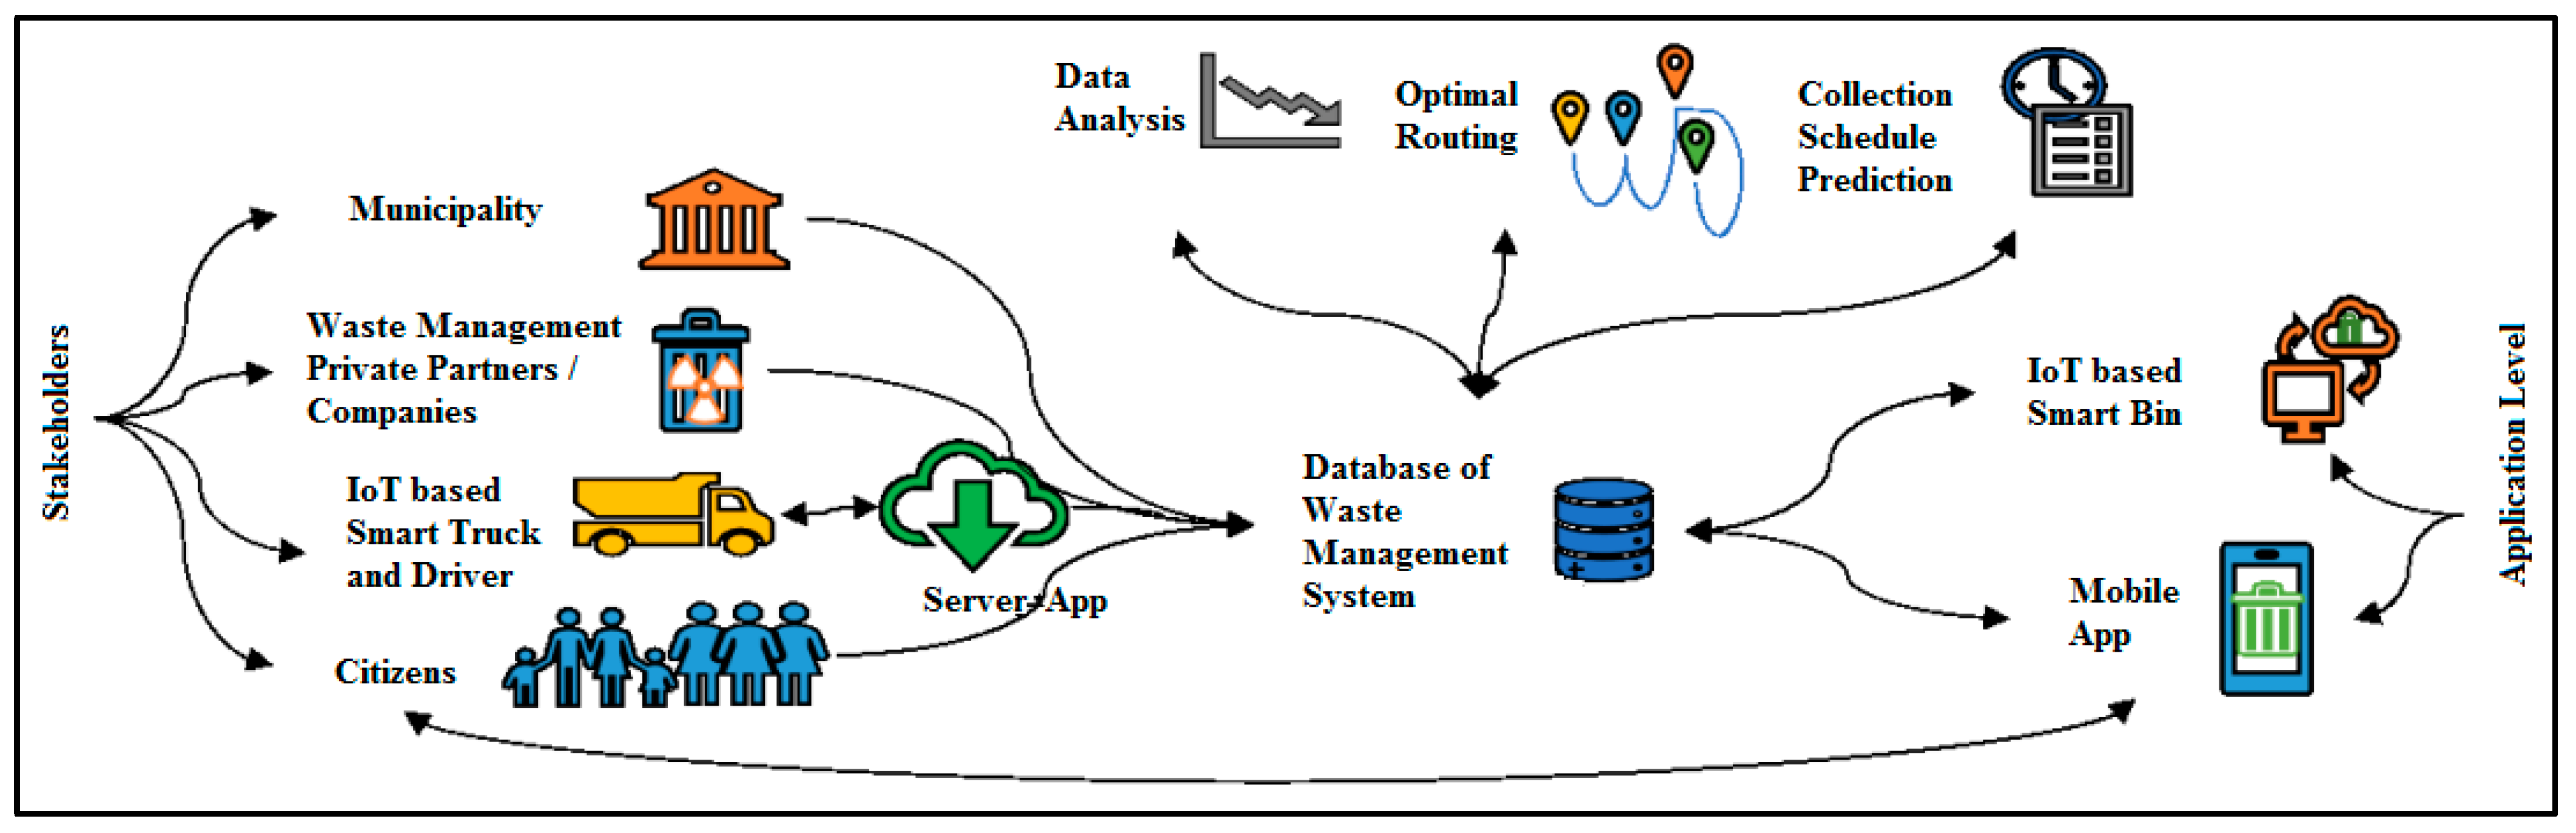 Stakeholders
Municipality
Waste Management
Private Partners /
Companies
IoT based
Smart Truck
and Driver
Citizens
Server-App
Data
Analysis
Optimal
Routing
Collection
Schedule
Prediction
Database of
Waste
Management
System
IoT based
Smart Bin
Mobile
App
Application Level